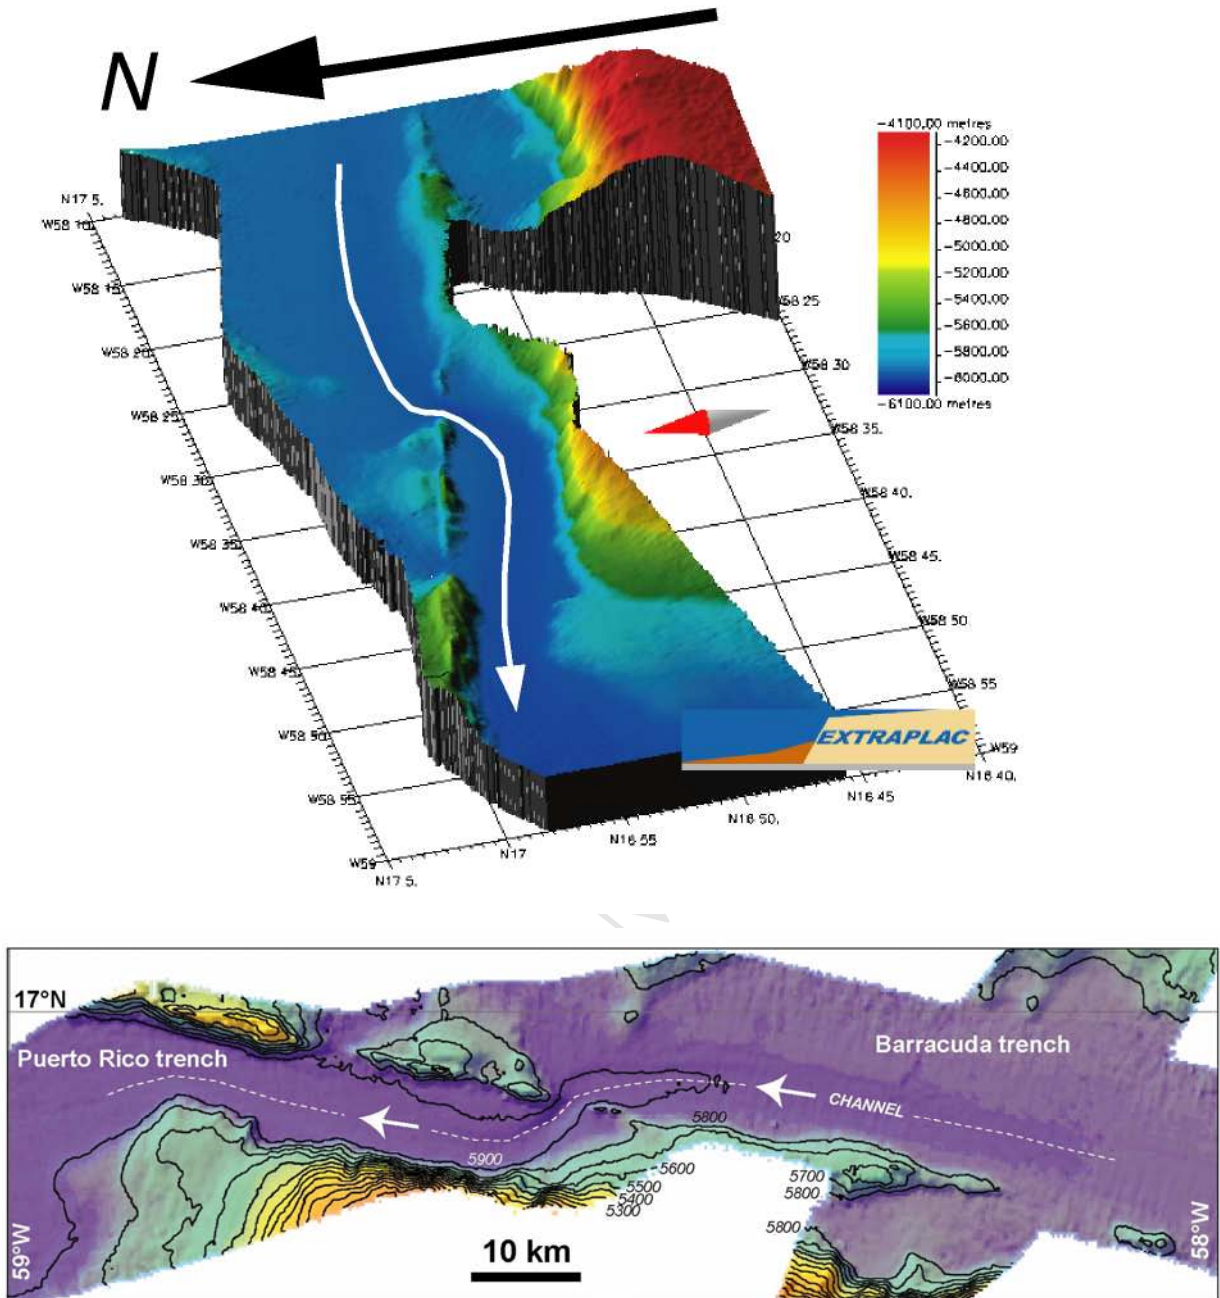 N
-4100.00 metres
-4200.00
-4400.00
-4600.00
-4800.00
-5000.00
-5200.00
-5400.00
-5600.00
-5800.00
-6000.00
-6100.00 metres
N17 5.
W58 10.
W58 15.
W58 20.
W58 25.
W58 30.
W58 35.
W58 40.
W58 45.
W58 50.
W58 55.
W59
N17 5.
N17
N16 55
N16 50.
N16 45
N16 40.
20
58 25
W58 30
W58 35.
W58 40.
W58 45.
W58 50
W58 55
W59
EXTRAPLAC
17°N
Puerto Rico trench
Barracuda trench
CHANNEL
5800
5900
5600
5500
5400
5300
5700
5800
5800
59°W
58°W
10 km